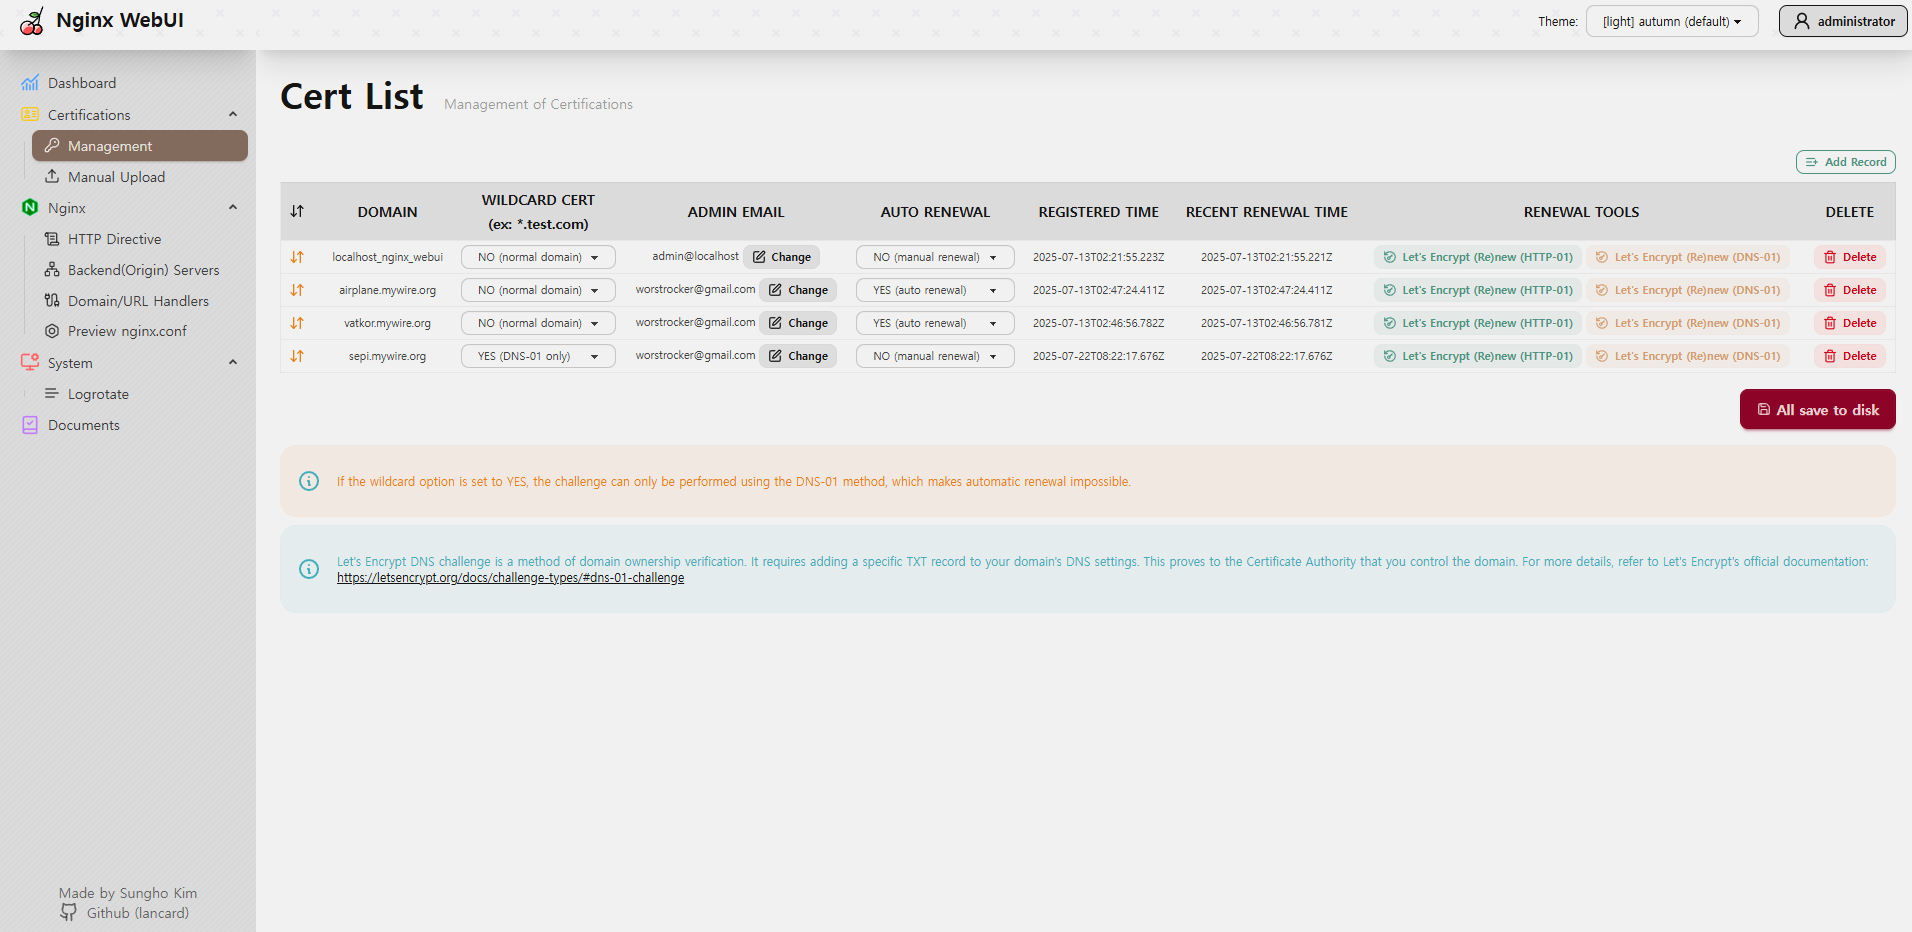 Nginx WebUI
Theme:
[light] autumn (default)
administrator
Dashboard
Certifications
Management
Manual Upload
Nginx
HTTP Directive
Backend(Origin) Servers
Domain/URL Handlers
Preview nginx.conf
System
Logrotate
Documents
Made by Sungho Kim
Github (lancard)
Cert List Management of Certifications
Add Record
DOMAIN WILDCARD CERT (ex: *.test.com) ADMIN EMAIL AUTO RENEWAL REGISTERED TIME RECENT RENEWAL TIME RENEWAL TOOLS DELETE
localhost_nginx_webui NO (normal domain) admin@localhost Change NO (manual renewal) 2025-07-13T02:21:55.223Z 2025-07-13T02:21:55.221Z Let's Encrypt (Re)new (HTTP-01) Let's Encrypt (Re)new (DNS-01) Delete
airplane.mywire.org NO (normal domain) worstrocker@gmail.com Change YES (auto renewal) 2025-07-13T02:47:24.411Z 2025-07-13T02:47:24.411Z Let's Encrypt (Re)new (HTTP-01) Let's Encrypt (Re)new (DNS-01) Delete
vatkor.mywire.org NO (normal domain) worstrocker@gmail.com Change YES (auto renewal) 2025-07-13T02:46:56.782Z 2025-07-13T02:46:56.781Z Let's Encrypt (Re)new (HTTP-01) Let's Encrypt (Re)new (DNS-01) Delete
sepi.mywire.org YES (DNS-01 only) worstrocker@gmail.com Change NO (manual renewal) 2025-07-22T08:22:17.676Z 2025-07-22T08:22:17.676Z Let's Encrypt (Re)new (HTTP-01) Let's Encrypt (Re)new (DNS-01) Delete
All save to disk
If the wildcard option is set to YES, the challenge can only be performed using the DNS-01 method, which makes automatic renewal impossible.
Let's Encrypt DNS challenge is a method of domain ownership verification. It requires adding a specific TXT record to your domain's DNS settings. This proves to the Certificate Authority that you control the domain. For more details, refer to Let's Encrypt's official documentation:
https://letsencrypt.org/docs/challenge-types/#dns-01-challenge